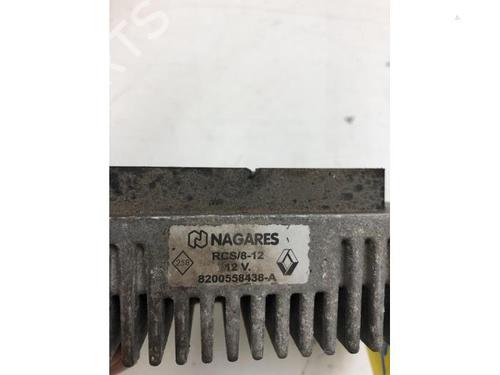 NAGARES
RCS/8-12
12 V.
258
8200558438-A